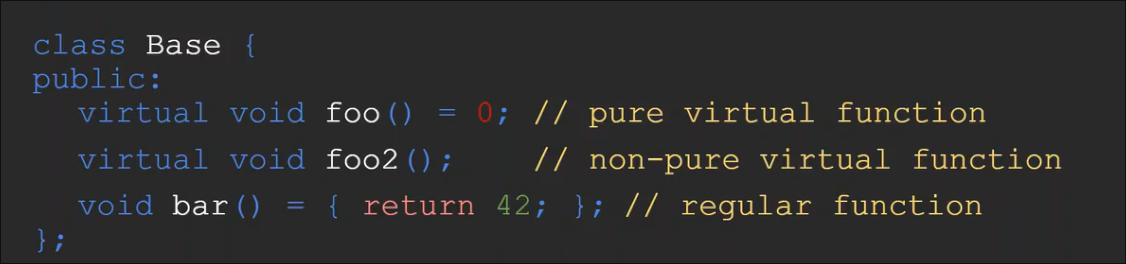 class Base {
public:
virtual void foo() = 0; // pure virtual function
virtual void foo2(); // non-pure virtual function
void bar() = { return 42; }; // regular function
};